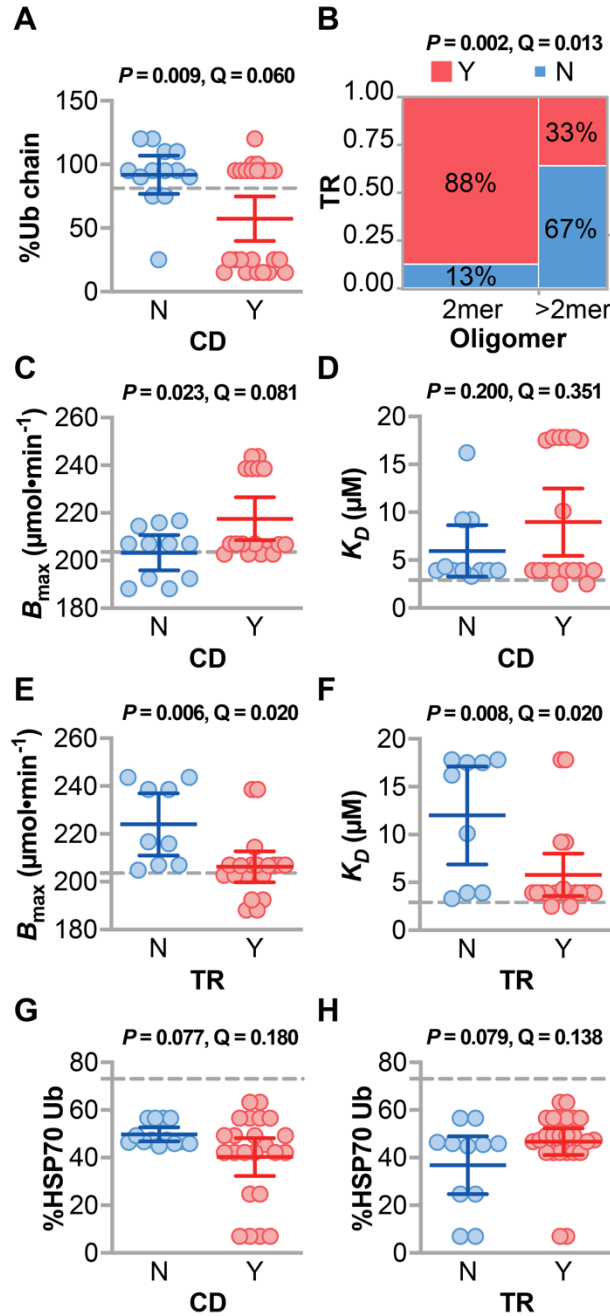 A
P = 0.009, Q = 0.060
%Ub chain
150
100
50
0
N Y
CD
B
P = 0.002, Q = 0.013
Y N
TR
1.00
0.75
0.50
0.25
0.00
88%
13%
33%
67%
2mer >2mer
Oligomer
C
P = 0.023, Q = 0.081
Bmax (µmol•min⁻¹)
260
240
220
200
180
N Y
CD
D
P = 0.200, Q = 0.351
KD (µM)
20
15
10
5
0
N Y
CD
E
P = 0.006, Q = 0.020
Bmax (µmol•min⁻¹)
260
240
220
200
180
N Y
TR
F
P = 0.008, Q = 0.020
KD (µM)
20
15
10
5
0
N Y
TR
G
P = 0.077, Q = 0.180
%HSP70 Ub
80
60
40
20
0
N Y
CD
H
P = 0.079, Q = 0.138
%HSP70 Ub
80
60
40
20
0
N Y
TR